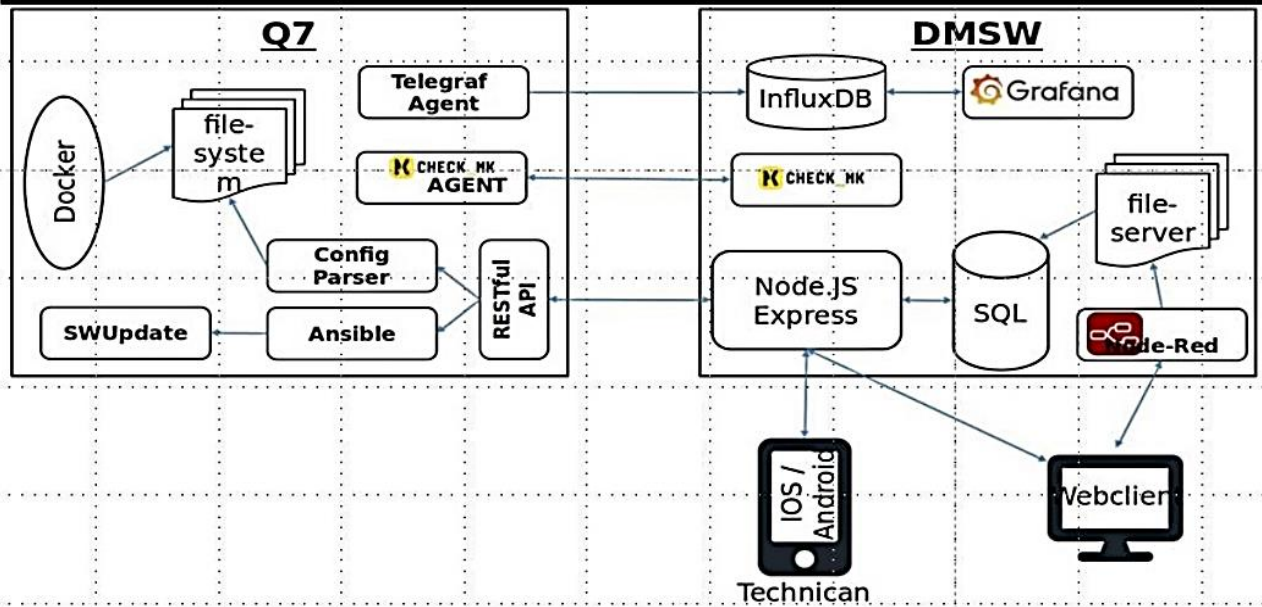 Q7
DMSW
Telegraf
Agent
InfluxDB
Grafana
Docker
file-
syste
m
CHECK_MK
AGENT
CHECK_MK
file-
server
Config
Parser
RESTful
API
Node.JS
Express
SQL
SWUpdate
Ansible
Node-Red
IOS /
Android
Webclient
Technican